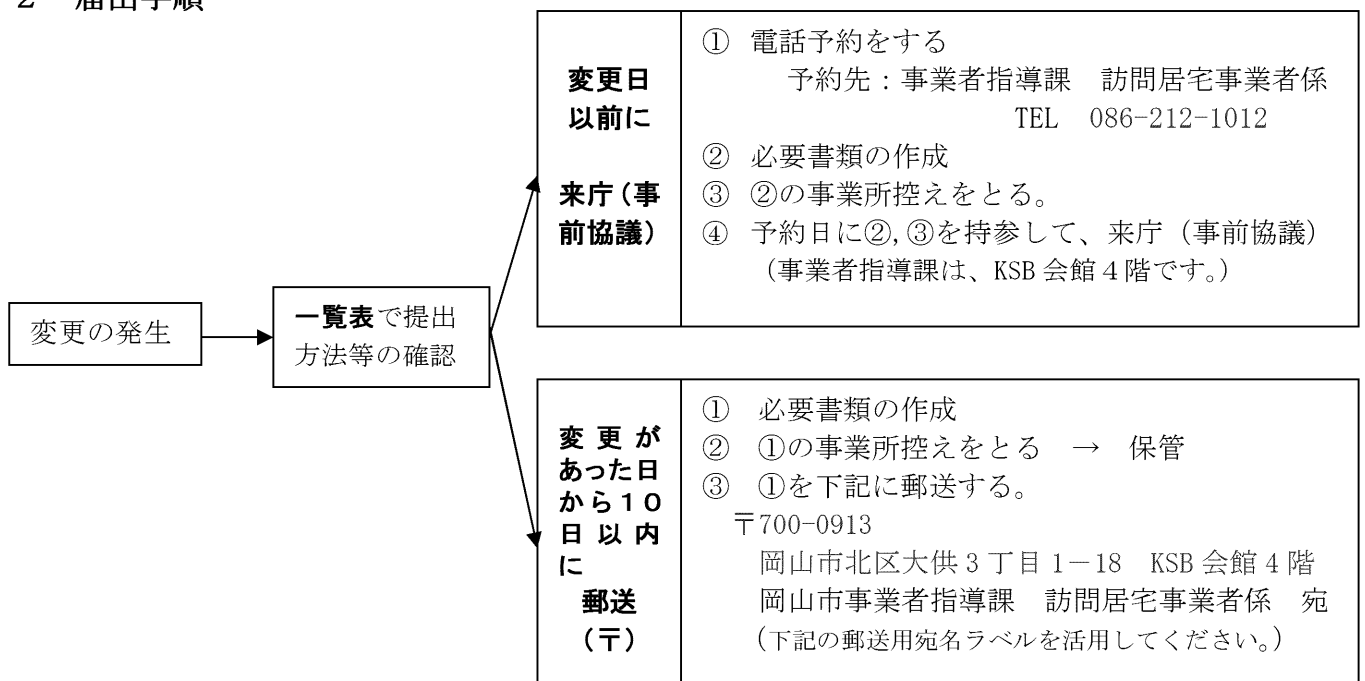 ２　届出手順
変更の発生
一覧表で提出
方法等の確認
変更日
以前に
来庁（事
前協議）
① 電話予約をする
予約先：事業者指導課　訪問居宅事業者係
TEL　086-212-1012
② 必要書類の作成
③ ②の事業所控えをとる。
④ 予約日に②,③を持参して、来庁（事前協議）
（事業者指導課は、KSB 会館４階です。）
変更が
あった日
から１０
日以内
に
郵送
（〒）
① 必要書類の作成
② ①の事業所控えをとる　→　保管
③ ①を下記に郵送する。
〒700-0913
岡山市北区大供３丁目１－18　KSB 会館４階
岡山市事業者指導課　訪問居宅事業者係　宛
（下記の郵送用宛名ラベルを活用してください。）